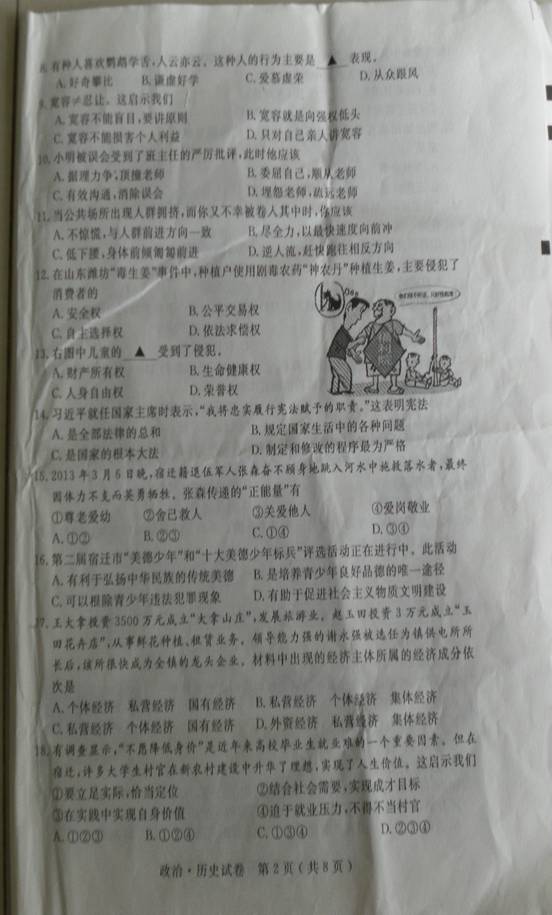 8. 有种人喜欢鹦鹉学舌,人云亦云。这种人的行为主要是 ▲ 表现。
A. 好奇攀比 B. 谦虚好学 C. 爱慕虚荣 D. 从众跟风
9. 宽容≠忍让。这启示我们
A. 宽容不能盲目,要讲原则 B. 宽容就是向强权低头
C. 宽容不能损害个人利益 D. 只对自己亲人讲宽容
10. 小明被误会受到了班主任的严厉批评,此时他应该
A. 据理力争,顶撞老师 B. 委屈自己,顺从老师
C. 有效沟通,消除误会 D. 埋怨老师,疏远老师
11. 当公共场所出现人群拥挤,而你又不幸被卷入其中时,你应该
A. 不惊慌,与人群前进方向一致 B. 尽全力,以最快速度向前冲
C. 低下腰,身体前倾匍匐前进 D. 逆人流,赶快跑往相反方向
12. 在山东潍坊“毒生姜”事件中,种植户使用剧毒农药“神农丹”种植生姜,主要侵犯了
消费者的
A. 安全权 B. 公平交易权
C. 自主选择权 D. 依法求偿权
13. 右图中儿童的 ▲ 受到了侵犯。
A. 财产所有权 B. 生命健康权
C. 人身自由权 D. 荣誉权
14. 习近平就任国家主席时表示,“我将忠实履行宪法赋予的职责。”这表明宪法
A. 是全部法律的总和 B. 规定国家生活中的各种问题
C. 是国家的根本大法 D. 制定和修改的程序最为严格
15. 2013年3月6日晚,宿迁籍退伍军人张森奋不顾身地跳入河水中施救落水者,最终
因体力不支而英勇牺牲。张森传递的“正能量”有
①尊老爱幼 ②舍己救人 ③关爱他人 ④爱岗敬业
A. ①② B. ②③ C. ①④ D. ③④
16. 第二届宿迁市“美德少年”和“十大美德少年标兵”评选活动正在进行中。此活动
A. 有利于弘扬中华民族的传统美德 B. 是培养青少年良好品德的唯一途径
C. 可以根除青少年违法犯罪现象 D. 有助于促进社会主义物质文明建设
17. 王大拿投资3500万元成立“大拿山庄”,发展旅游业。赵玉田投资3万元成立“玉
田花卉店”,从事鲜花种植、租赁业务。领导能力强的谢永强被选任为镇供电所所
长后,该所很快成为全镇的龙头企业。材料中出现的经济主体所属的经济成分依
次是
A. 个体经济 私营经济 国有经济 B. 私营经济 个体经济 集体经济
C. 私营经济 个体经济 国有经济 D. 外资经济 私营经济 集体经济
18. 有调查显示,“不愿降低身价”是近年来高校毕业生就业难的一个重要因素。但在
宿迁,许多大学生村官在新农村建设中升华了理想,实现了人生价值。这启示我们
①要立足实际,恰当定位 ②结合社会需要,实现成才目标
③在实践中实现自身价值 ④迫于就业压力,不得不当村官
A. ①②③ B. ①②④ C. ①③④ D. ②③④
政治·历史试卷 第2页(共8页)